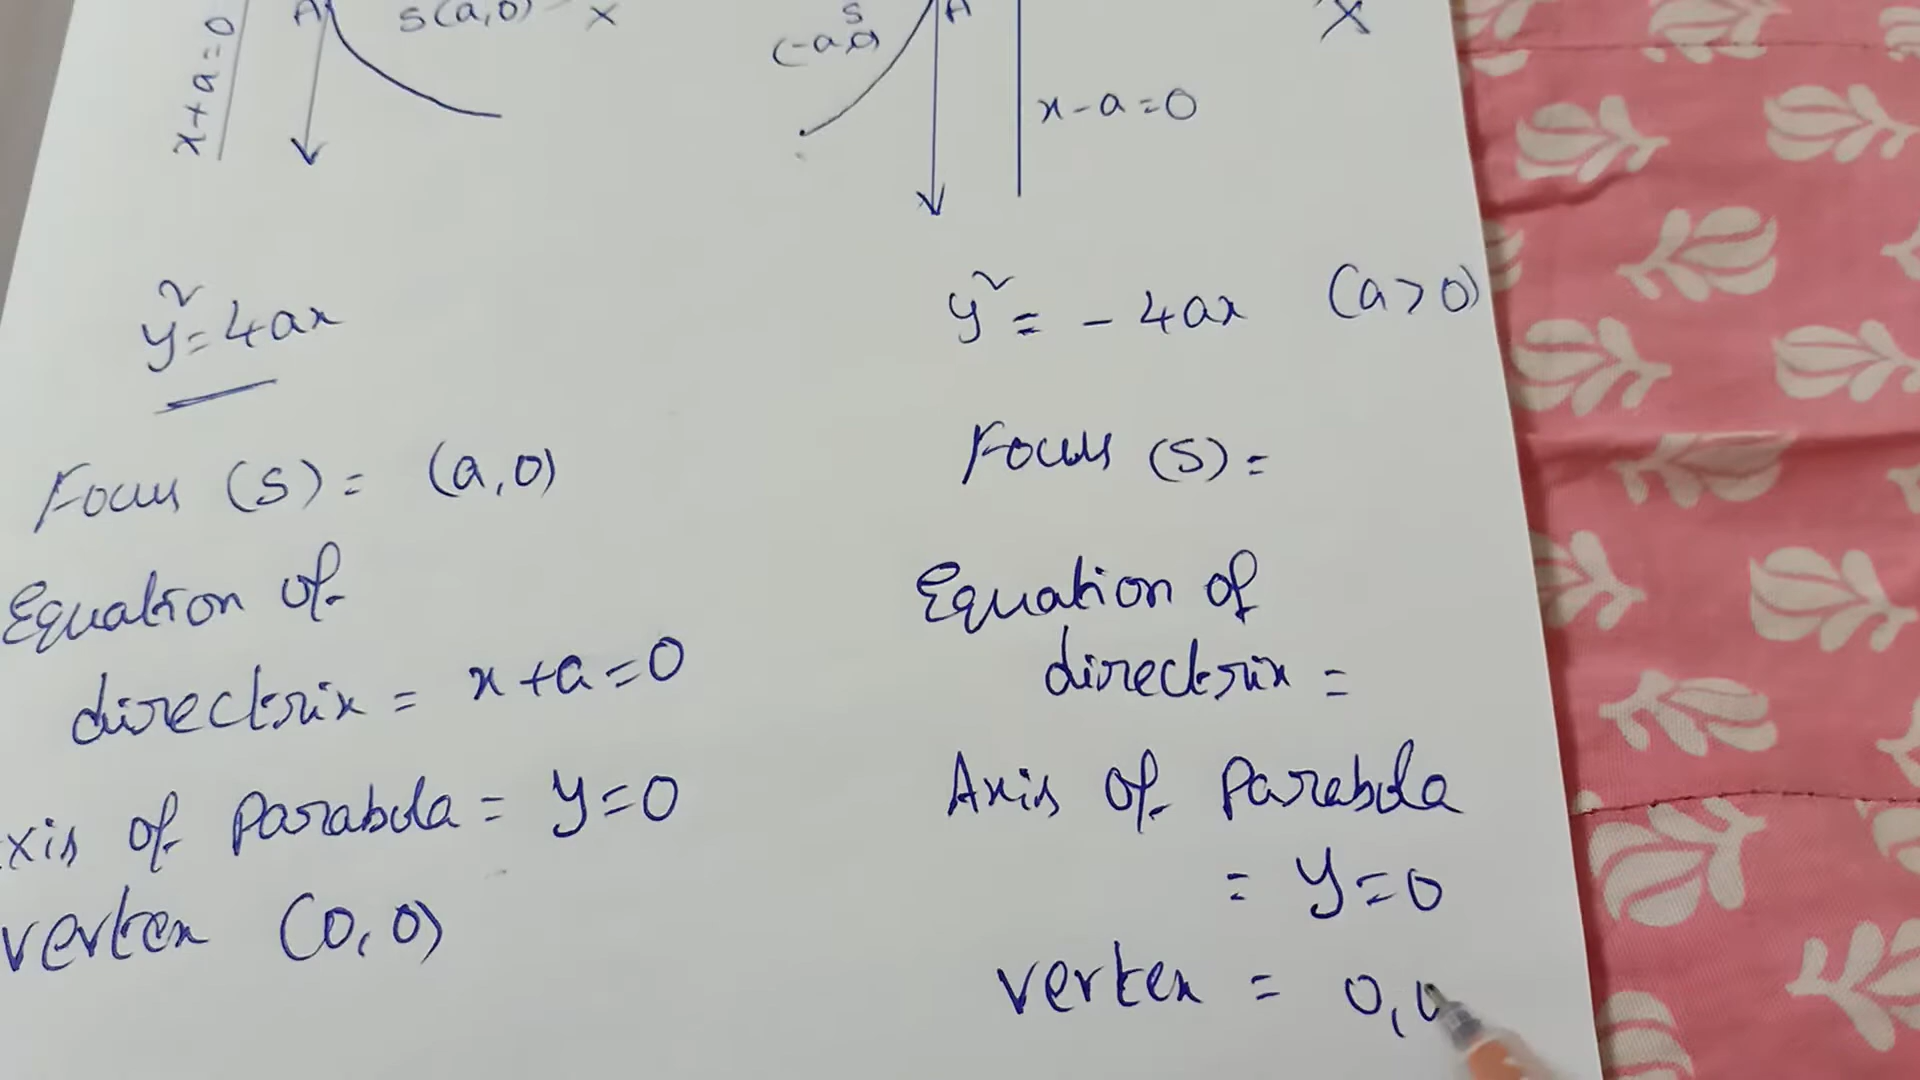 x+a=0
A
S(a,0)
X
y²=4ax
Focus (S) = (a,0)
Equation of
directrix = x+a=0
xis of Parabola = y=0
vertex (0,0)
S
(-a,0)
A
X
x-a=0
y² = -4ax (a>0)
Focus (S) =
Equation of
directrix =
Axis of Parabola
= y=0
vertex = 0,0